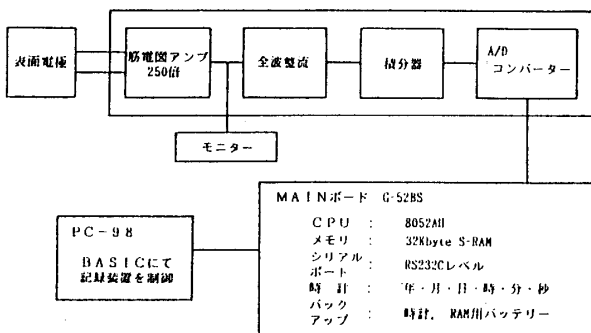 表面電極
筋電図アンプ
250倍
全波整流
積分器
A/D
コンバーター
モニター
MAINボード G-52BS
CPU : 8052AH
メモリ : 32Kbyte S-RAM
シリアル
ポート : RS232Cレベル
時計 : 年・月・日・時・分・秒
バック
アップ : 時計, RAM用バッテリー
PC-98
BASICにて
記録装置を制御